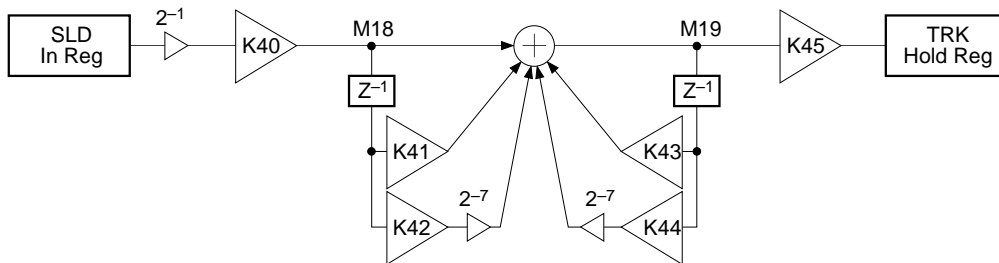 2–1
SLD
In Reg
K40
M18
M19
K45
TRK
Hold Reg
Z–1
Z–1
K41
K43
2–7
2–7
K42
K44